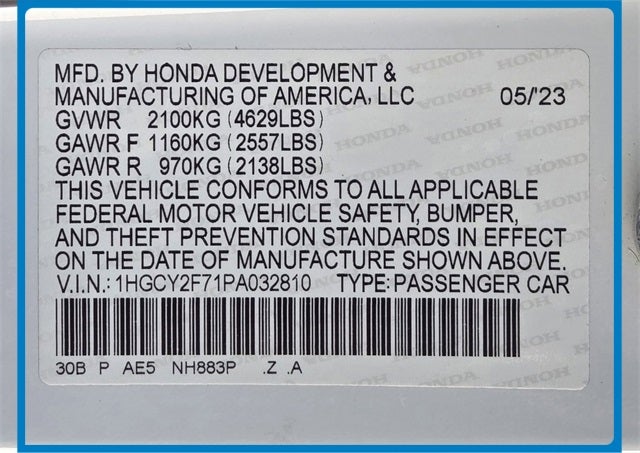 MFD. BY HONDA DEVELOPMENT &
MANUFACTURING OF AMERICA, LLC 05/'23
GVWR 2100KG (4629LBS)
GAWR F 1160KG (2557LBS)
GAWR R 970KG (2138LBS)
THIS VEHICLE CONFORMS TO ALL APPLICABLE
FEDERAL MOTOR VEHICLE SAFETY, BUMPER,
AND THEFT PREVENTION STANDARDS IN EFFECT
ON THE DATE OF MANUFACTURE SHOWN ABOVE.
V.I.N.: 1HGCY2F71PA032810 TYPE: PASSENGER CAR
30B P AE5 NH883P .Z .A